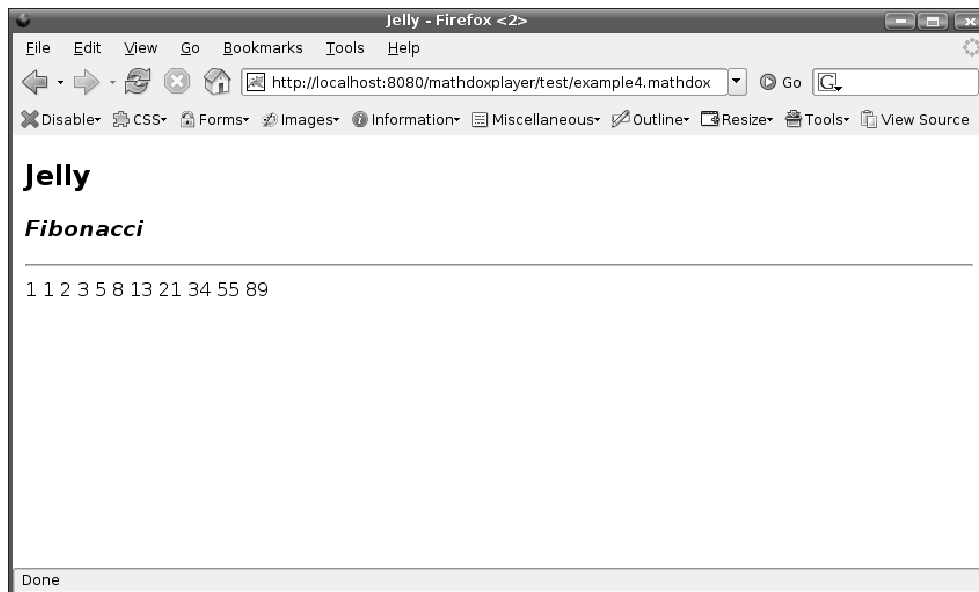 Jelly - Firefox <2>
File Edit View Go Bookmarks Tools Help
http://localhost:8080/mathdoxplayer/test/example4.mathdox Go G
Disable CSS Forms Images Information Miscellaneous Outline Resize Tools View Source
Jelly
Fibonacci
1 1 2 3 5 8 13 21 34 55 89
Done